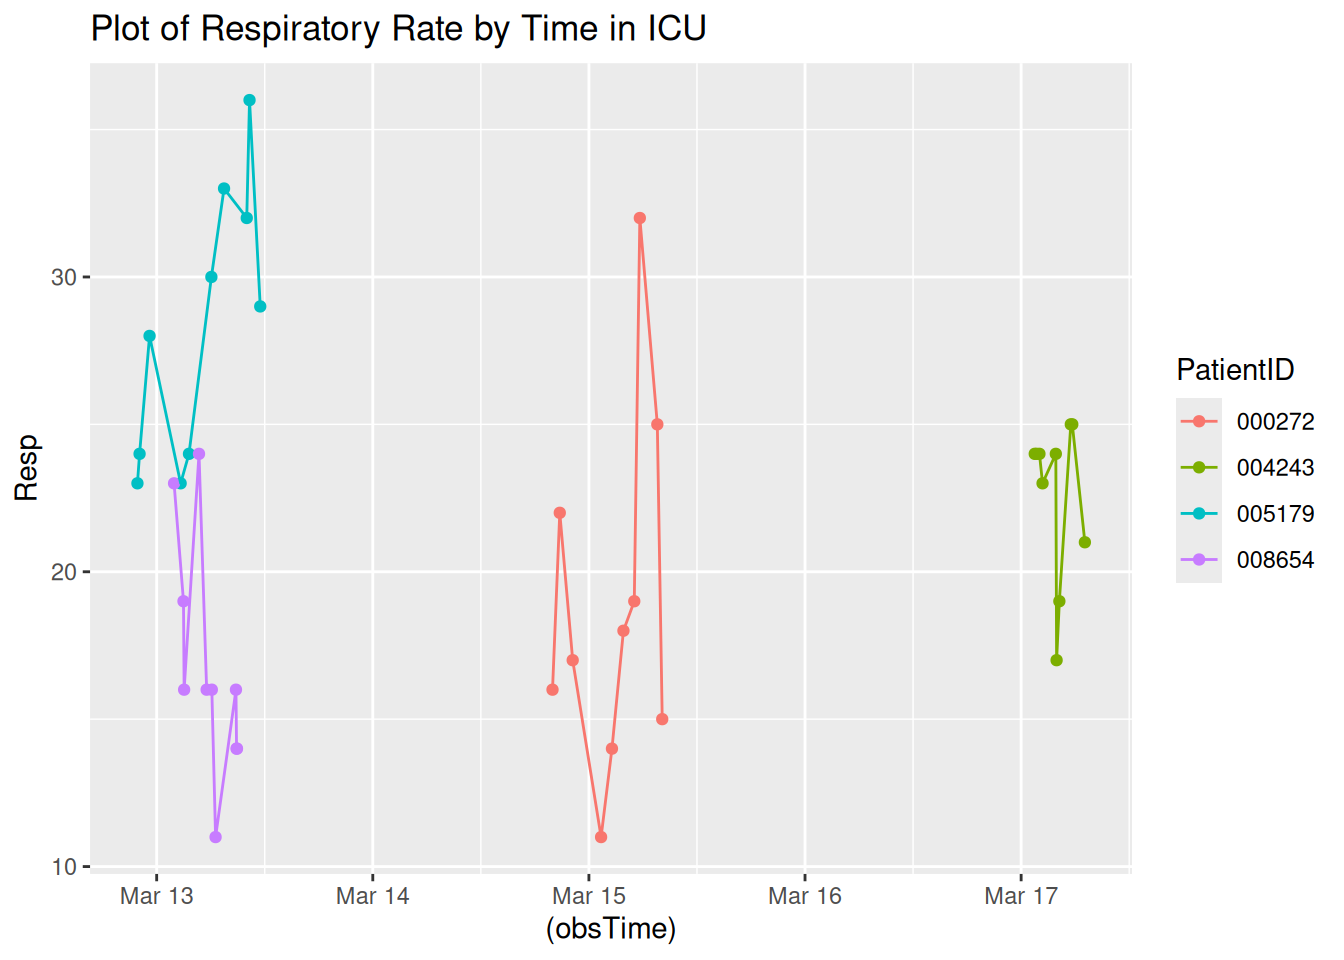 Plot of Respiratory Rate by Time in ICU
Resp
30
20
10
Mar 13
Mar 14
Mar 15
Mar 16
Mar 17
(obsTime)
PatientID
000272
004243
005179
008654